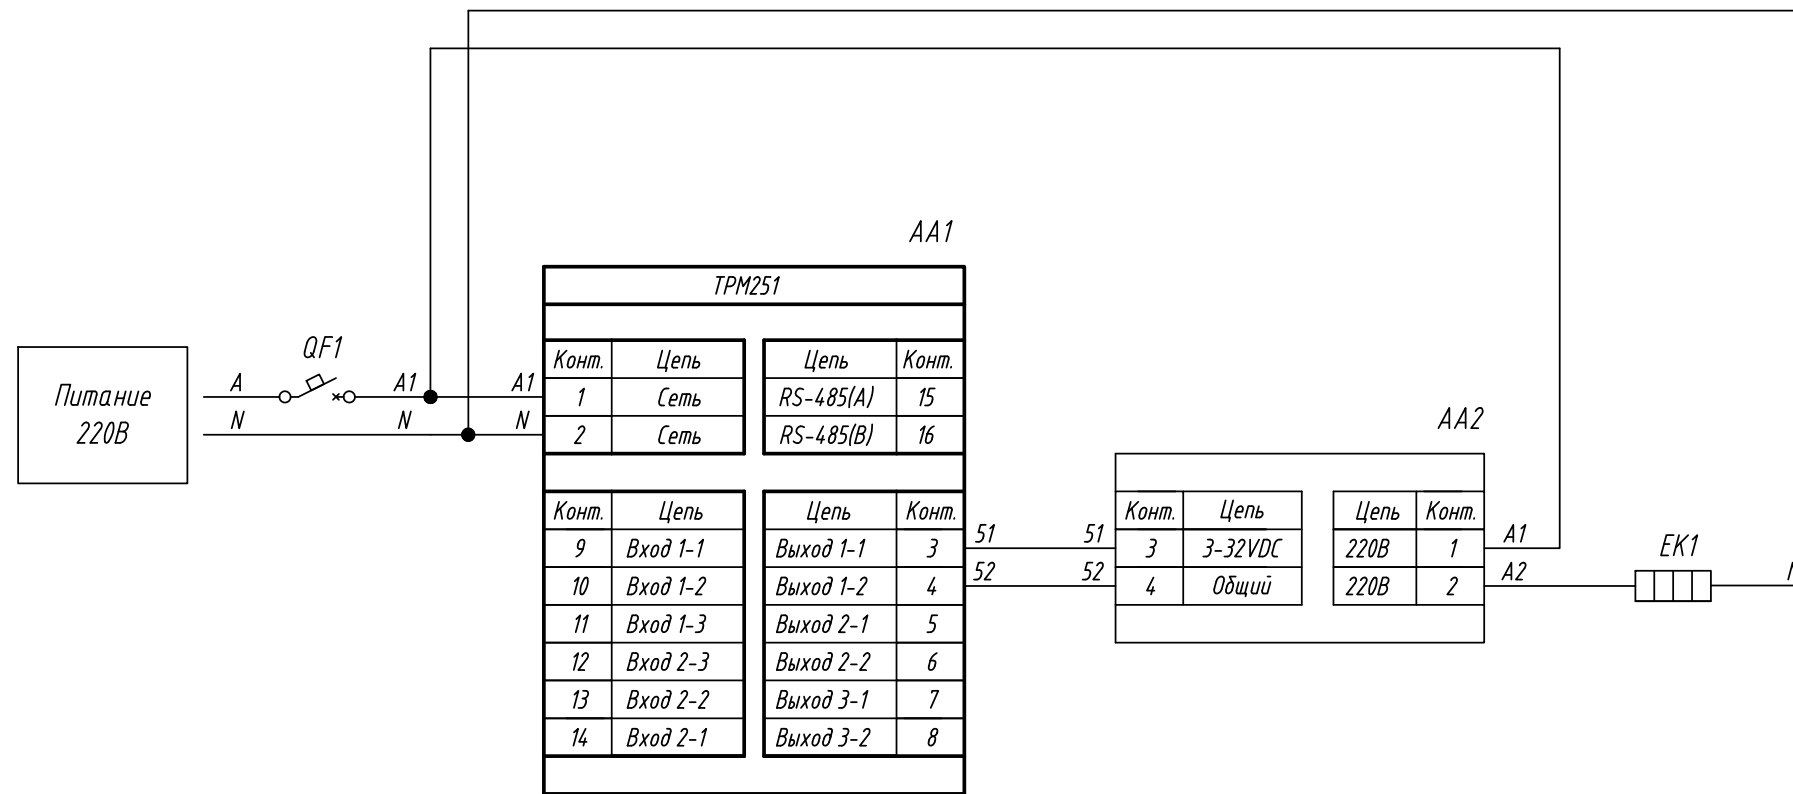 AA1
ТРМ251
QF1
Питание
220В
A
A1
A1
N
N
N
Конт. Цепь Цепь Конт.
1 Сеть RS-485(A) 15
2 Сеть RS-485(B) 16
AA2
Конт. Цепь Цепь Конт.
9 Вход 1-1 Выход 1-1 3
10 Вход 1-2 Выход 1-2 4
11 Вход 1-3 Выход 2-1 5
12 Вход 2-3 Выход 2-2 6
13 Вход 2-2 Выход 3-1 7
14 Вход 2-1 Выход 3-2 8
51 51
52 52
Конт. Цепь Цепь Конт.
3 3-32VDC 220В 1
4 Общий 220В 2
A1
A2
EK1